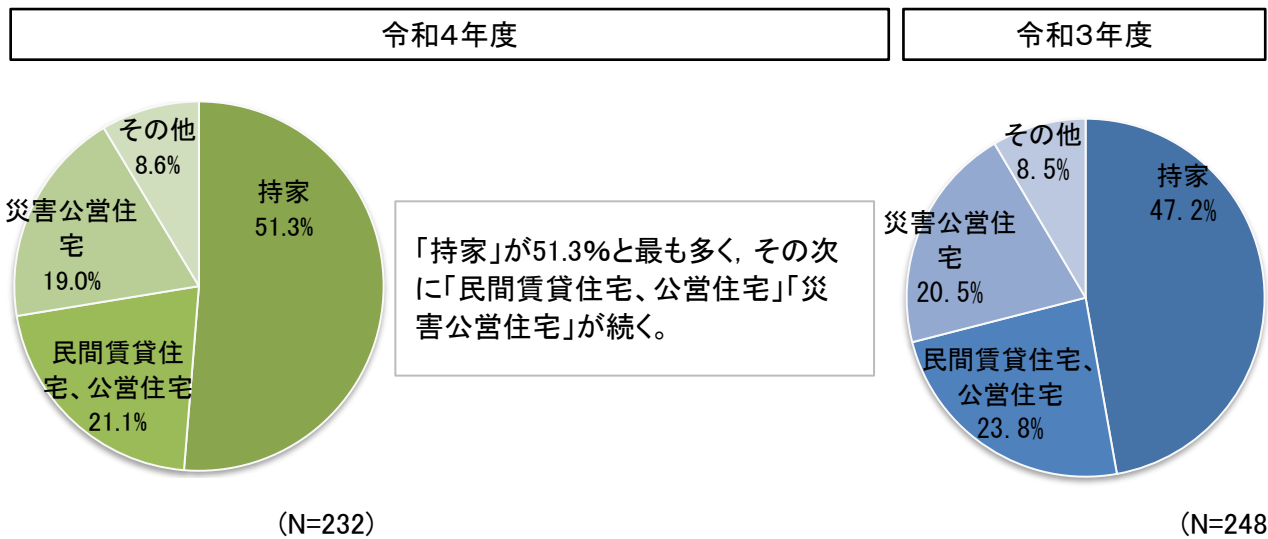 令和４年度
令和３年度
その他
8.6%
持家
51.3%
災害公営住
宅
19.0%
民間賃貸住
宅、公営住宅
21.1%
「持家」が51.3%と最も多く, その次
に「民間賃貸住宅、公営住宅」「災
害公営住宅」が続く。
その他
8.5%
持家
47.2%
災害公営住
宅
20.5%
民間賃貸住宅、
公営住宅
23.8%
(N=232)
(N=248